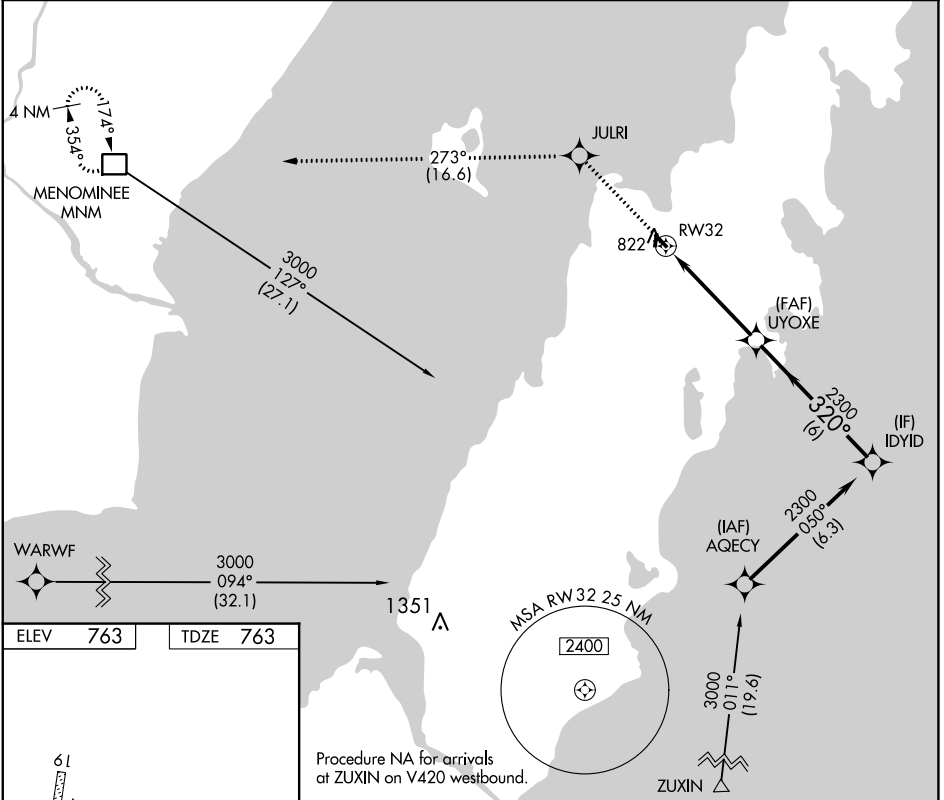 4 NM
174°
354°
MENOMINEE
MNM
273°
(16.6)
JULRI
822
RW32
3000
127°
(27.1)
(FAF)
UYOXE
2300
320°
(6)
(IF)
IDYID
2300
050°
(6.3)
(IAF)
AQECY
WARWF
3000
094°
(32.1)
1351
MSA RW32 25 NM
2400
3000
011°
(19.6)
ELEV 763
TDZE 763
19
Procedure NA for arrivals
at ZUXIN on V420 westbound.
ZUXIN